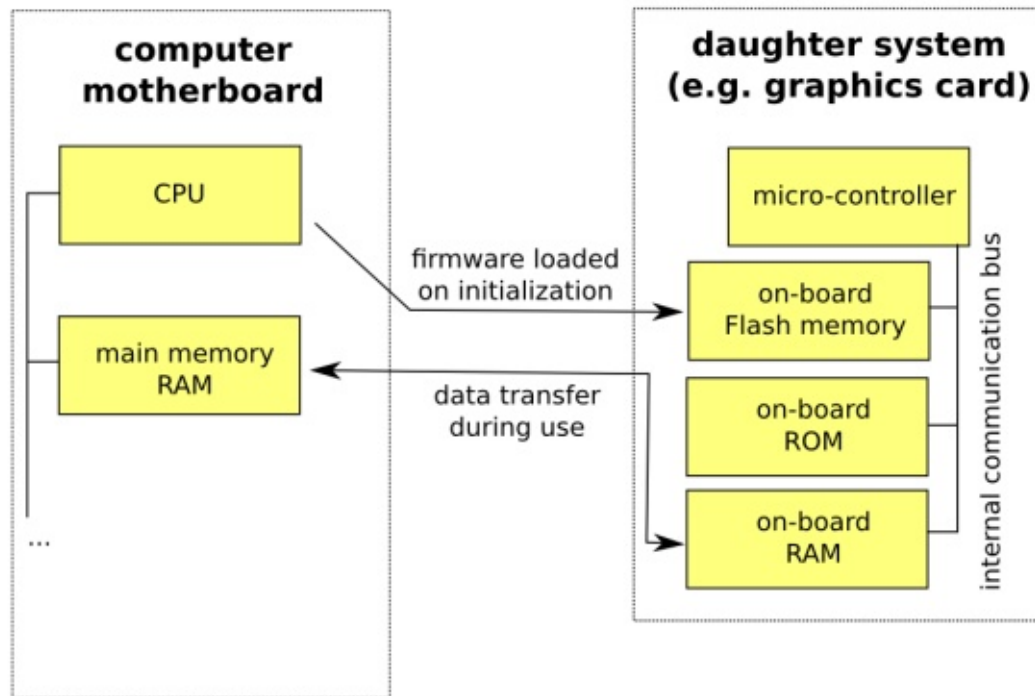 computer
motherboard
CPU
main memory
RAM
...
firmware loaded
on initialization
data transfer
during use
daughter system
(e.g. graphics card)
micro-controller
on-board
Flash memory
on-board
ROM
on-board
RAM
internal communication bus